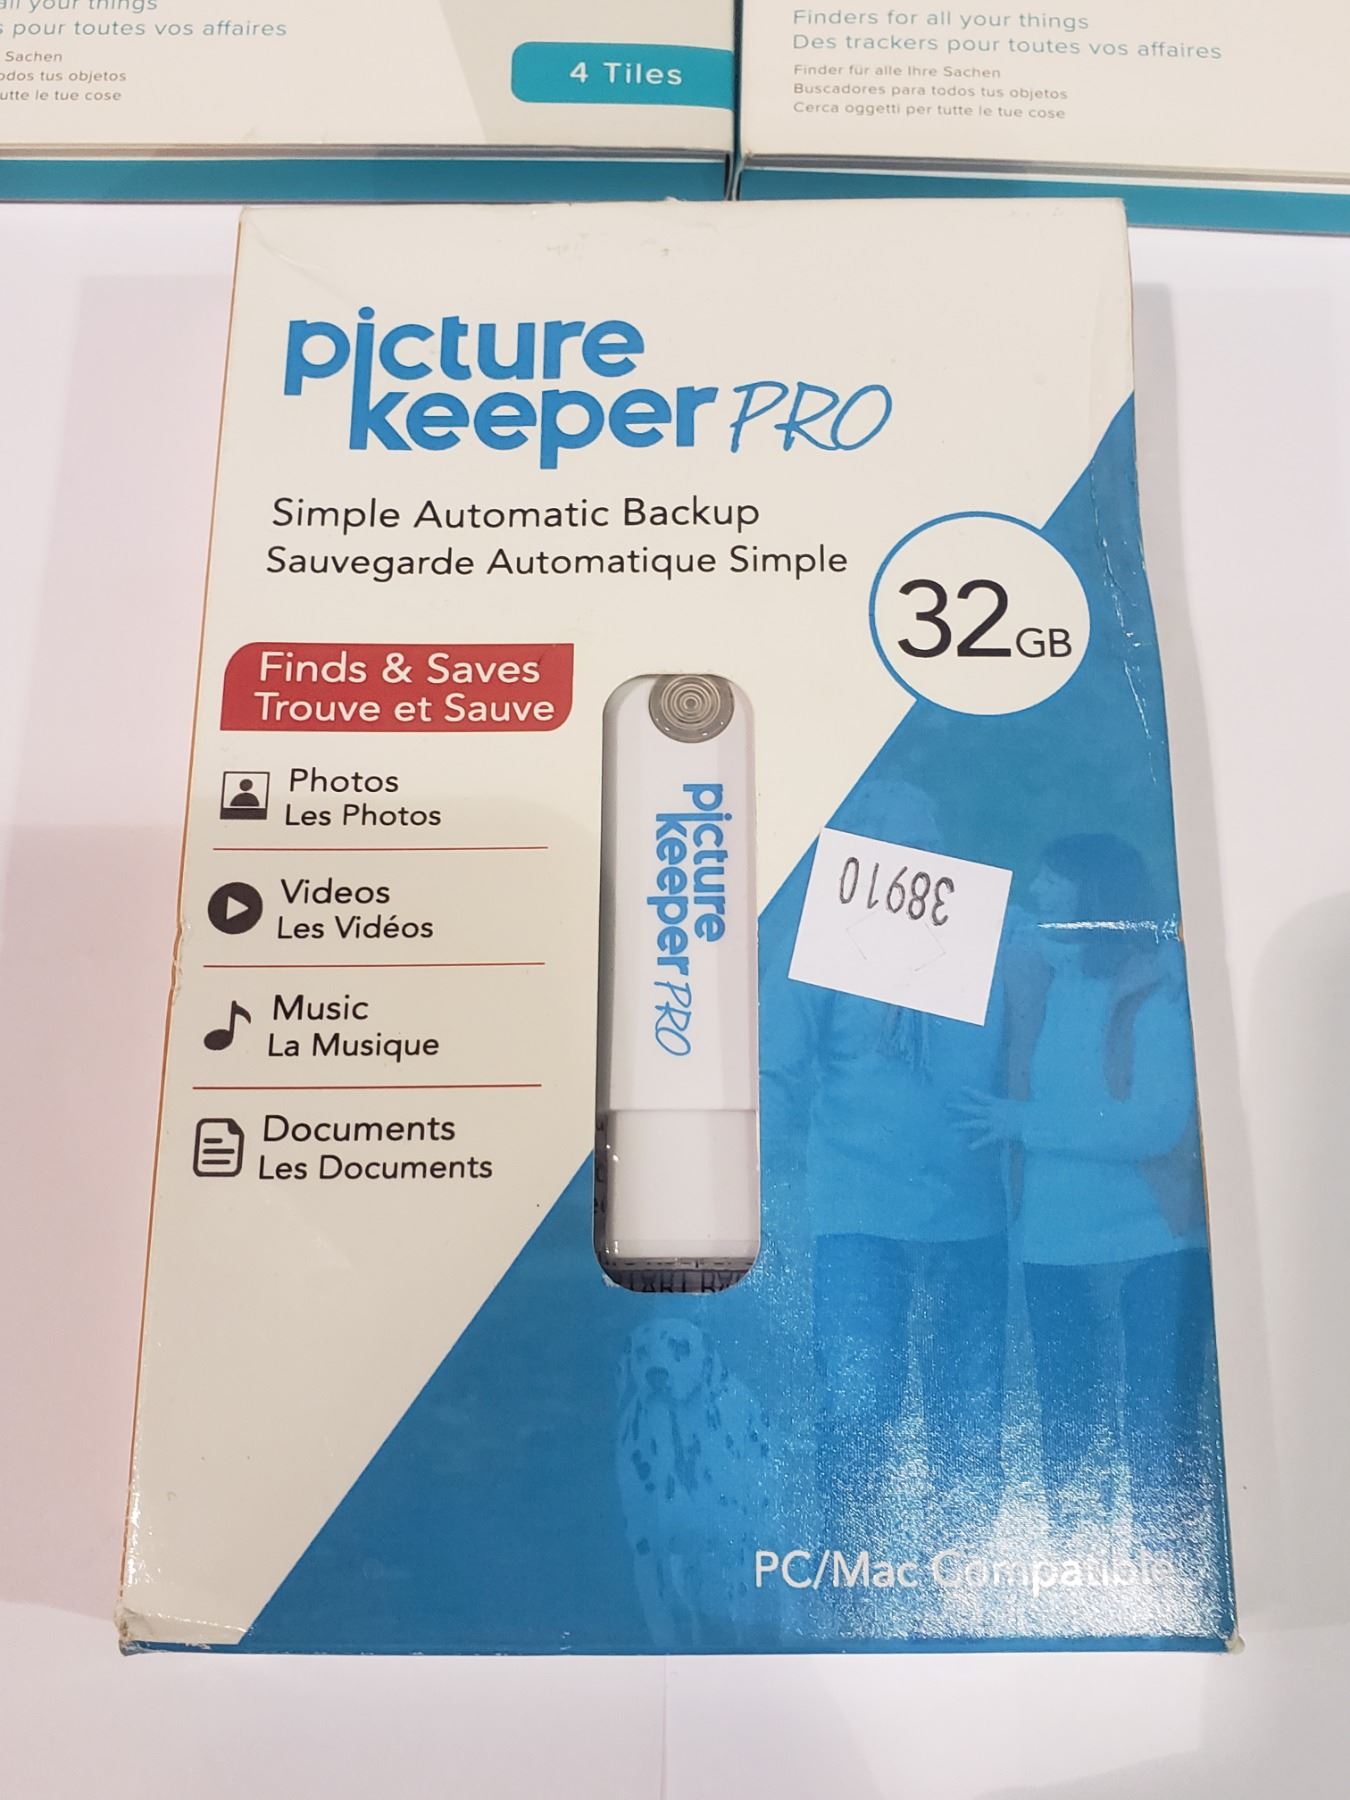 all your things
pour toutes vos affaires
Sachen
tus objetos
le tue cose
4 Tiles
Finders for all your things
Des trackers pour toutes vos affaires
Finder für alle Ihre Sachen
Buscadores para todos tus objetos
Cerca oggetti per tutte le tue cose
picture
keeper PRO
Simple Automatic Backup
Sauvegarde Automatique Simple
32GB
Finds & Saves
Trouve et Sauve
Photos
Les Photos
Videos
Les Vidéos
Music
La Musique
Documents
Les Documents
picture
keeper PRO
38910
PC/Mac Compatible